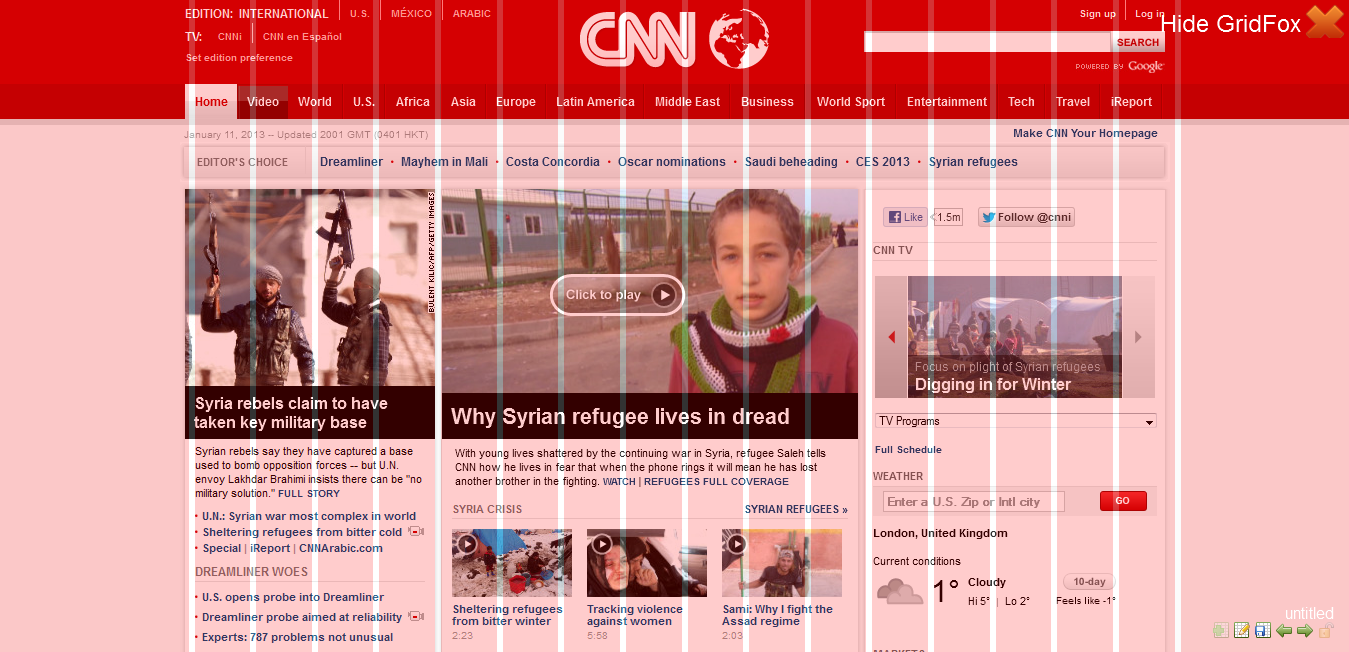 EDITION: INTERNATIONAL U.S. MÉXICO ARABIC
TV: CNNi CNN en Español
Set edition preference
CNN
Sign up Log in
Hide GridFox
SEARCH
POWERED BY Google
Home Video World U.S. Africa Asia Europe Latin America Middle East Business World Sport Entertainment Tech Travel iReport
January 11, 2013 -- Updated 2001 GMT (0401 HKT)
Make CNN Your Homepage
EDITOR'S CHOICE Dreamliner • Mayhem in Mali • Costa Concordia • Oscar nominations • Saudi beheading • CES 2013 • Syrian refugees
BULENT KILIC/AFP/GETTY IMAGES
Syria rebels claim to have
taken key military base
Syrian rebels say they have captured a base
used to bomb opposition forces -- but U.N.
envoy Lakhdar Brahimi insists there can be "no
military solution." FULL STORY
• U.N.: Syrian war most complex in world
• Sheltering refugees from bitter cold
• Special | iReport | CNNArabic.com
DREAMLINER WOES
• U.S. opens probe into Dreamliner
• Dreamliner probe aimed at reliability
• Experts: 787 problems not unusual
Click to play
Why Syrian refugee lives in dread
With young lives shattered by the continuing war in Syria, refugee Saleh tells
CNN how he lives in fear that when the phone rings it will mean he has lost
another brother in the fighting. WATCH | REFUGEES FULL COVERAGE
SYRIA CRISIS SYRIAN REFUGEES »
Sheltering refugees
from bitter winter
2:23
Tracking violence
against women
5:58
Sami: Why I fight the
Assad regime
2:03
Like 1.5m Follow @cnni
CNN TV
Focus on plight of Syrian refugees
Digging in for Winter
TV Programs
Full Schedule
WEATHER
Enter a U.S. Zip or Intl city GO
London, United Kingdom
Current conditions
1° Cloudy 10-day
Hi 5° | Lo 2° Feels like -1°
MARKETS
untitled